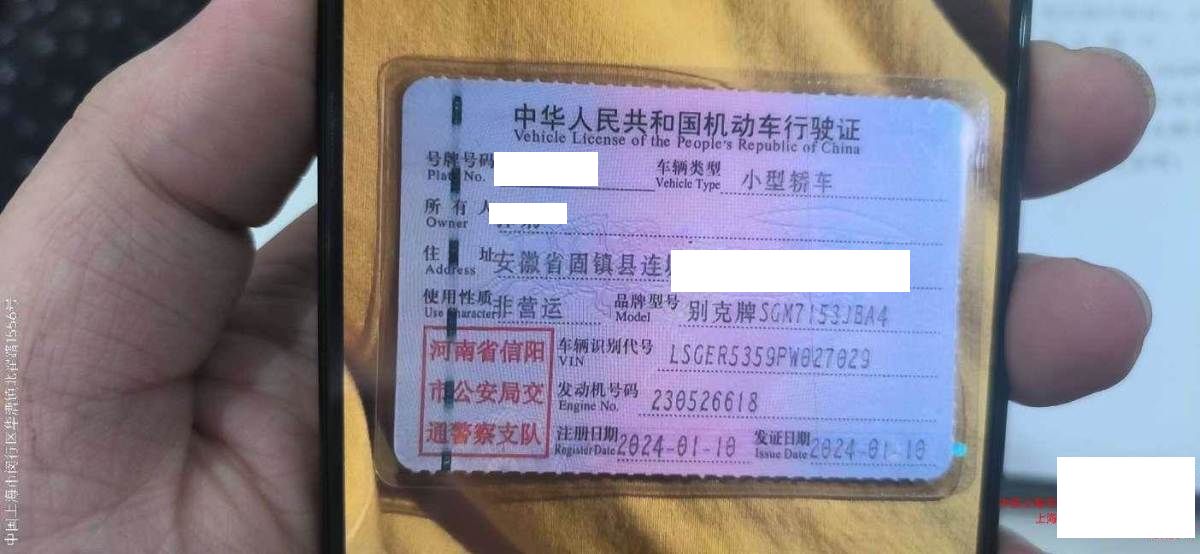 中华人民共和国机动车行驶证
Vehicle License of the People's Republic of China
号牌号码
Plate No.
车辆类型 小型轿车
Vehicle Type
所有人
Owner
住址 安徽省固镇县连
Address
使用性质 非营运
Use Character
品牌型号 别克牌SGM7153JBA4
Model
河南省信阳
市公安局交
通警察支队
车辆识别代号 LSGER5359PW027029
VIN
发动机号码 230526618
Engine No.
注册日期 2024-01-10
Register Date
发证日期 2024-01-10
Issue Date
上海